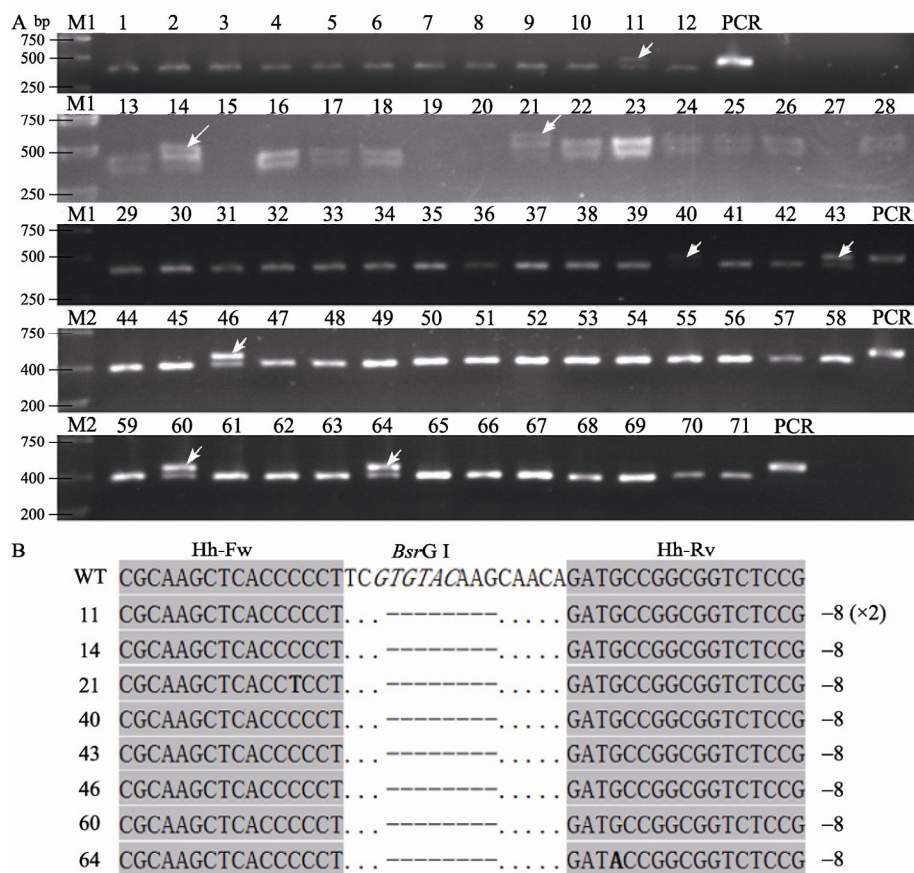 A bp M1 1 2 3 4 5 6 7 8 9 10 11 12 PCR
750
500
250
M1 13 14 15 16 17 18 19 20 21 22 23 24 25 26 27 28
750
500
250
M1 29 30 31 32 33 34 35 36 37 38 39 40 41 42 43 PCR
750
500
250
M2 44 45 46 47 48 49 50 51 52 53 54 55 56 57 58 PCR
750
400
200
M2 59 60 61 62 63 64 65 66 67 68 69 70 71 PCR
750
400
200
B Hh-Fw BsrG I Hh-Rv
WT CGCAAGCTCACCCCCTTCGTGTACAAGCAACAGATGCCGGCGGTCTCCG
11 CGCAAGCTCACCCCCT...--------.....GATGCCGGCGGTCTCCG −8 (×2)
14 CGCAAGCTCACCCCCT...--------.....GATGCCGGCGGTCTCCG −8
21 CGCAAGCTCACCTCCT...--------.....GATGCCGGCGGTCTCCG −8
40 CGCAAGCTCACCCCCT...--------.....GATGCCGGCGGTCTCCG −8
43 CGCAAGCTCACCCCCT...--------.....GATGCCGGCGGTCTCCG −8
46 CGCAAGCTCACCCCCT...--------.....GATGCCGGCGGTCTCCG −8
60 CGCAAGCTCACCCCCT...--------.....GATGCCGGCGGTCTCCG −8
64 CGCAAGCTCACCCCCT...--------.....GATACCGGCGGTCTCCG −8